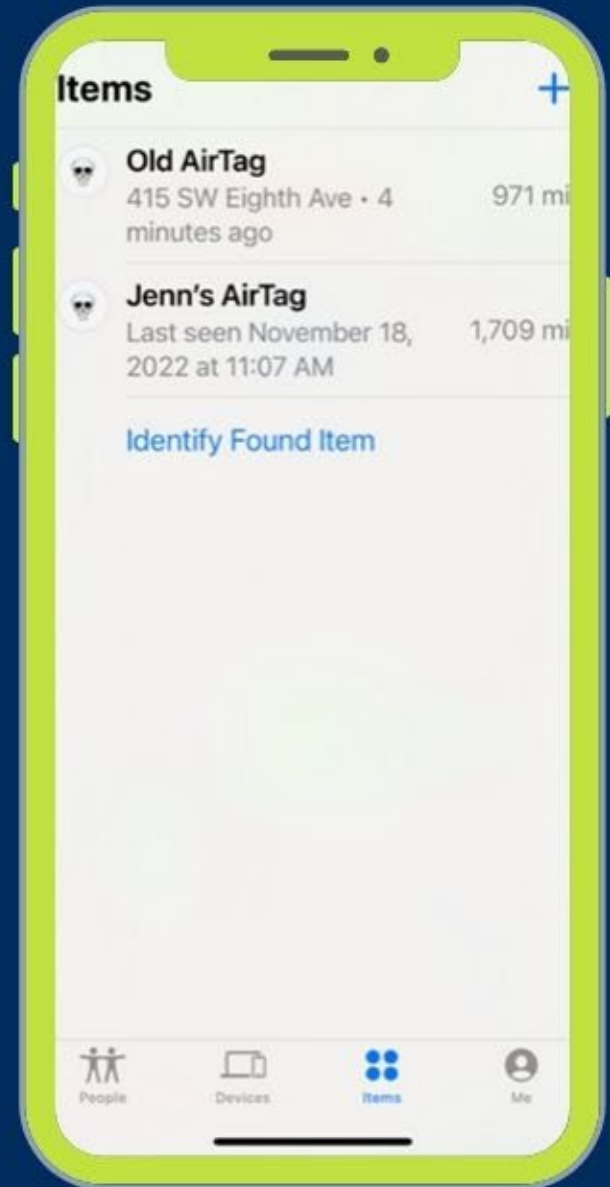 Items
Old AirTag
415 SW Eighth Ave • 4
minutes ago
971 mi
Jenn's AirTag
Last seen November 18,
2022 at 11:07 AM
1,709 mi
Identify Found Item
People
Devices
Items
Me